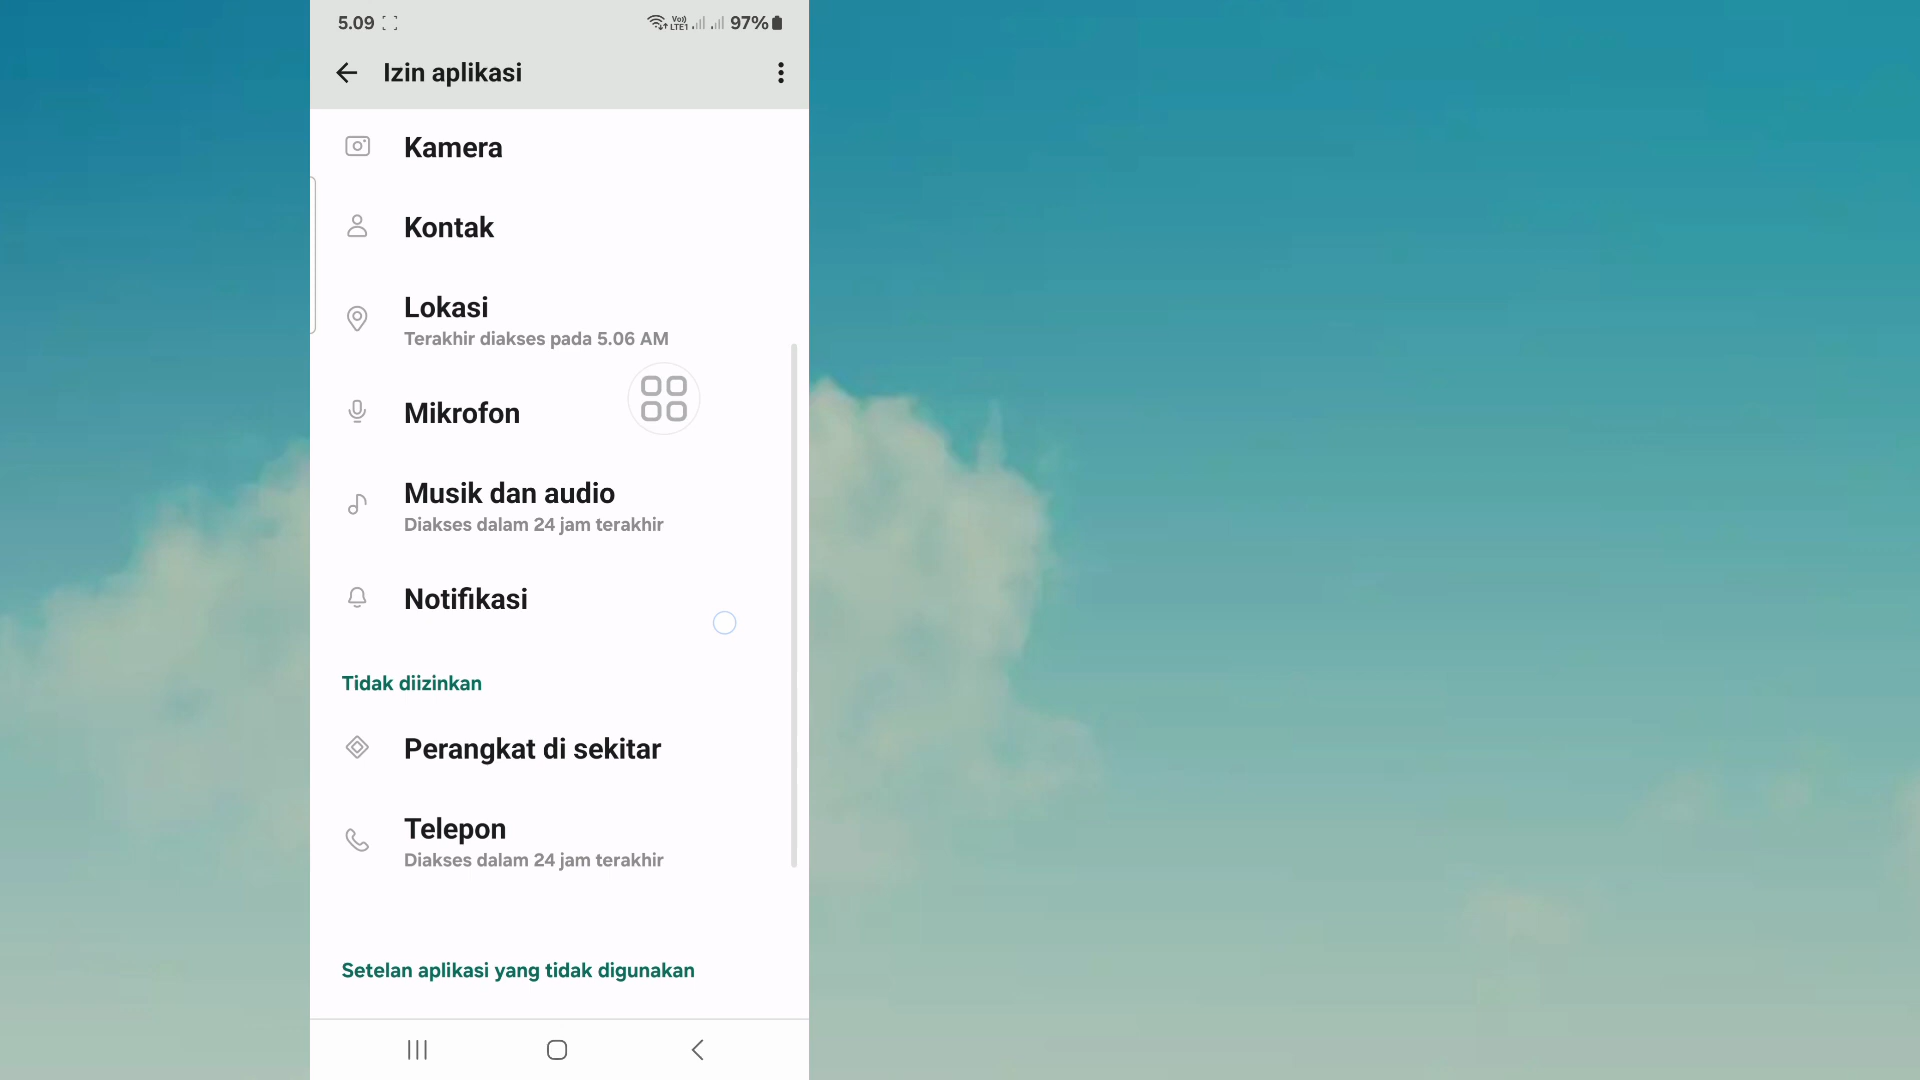 5.09
Vo)) LTE1
97%
Izin aplikasi
Kamera
Kontak
Lokasi
Terakhir diakses pada 5.06 AM
Mikrofon
Musik dan audio
Diakses dalam 24 jam terakhir
Notifikasi
Tidak diizinkan
Perangkat di sekitar
Telepon
Diakses dalam 24 jam terakhir
Setelan aplikasi yang tidak digunakan